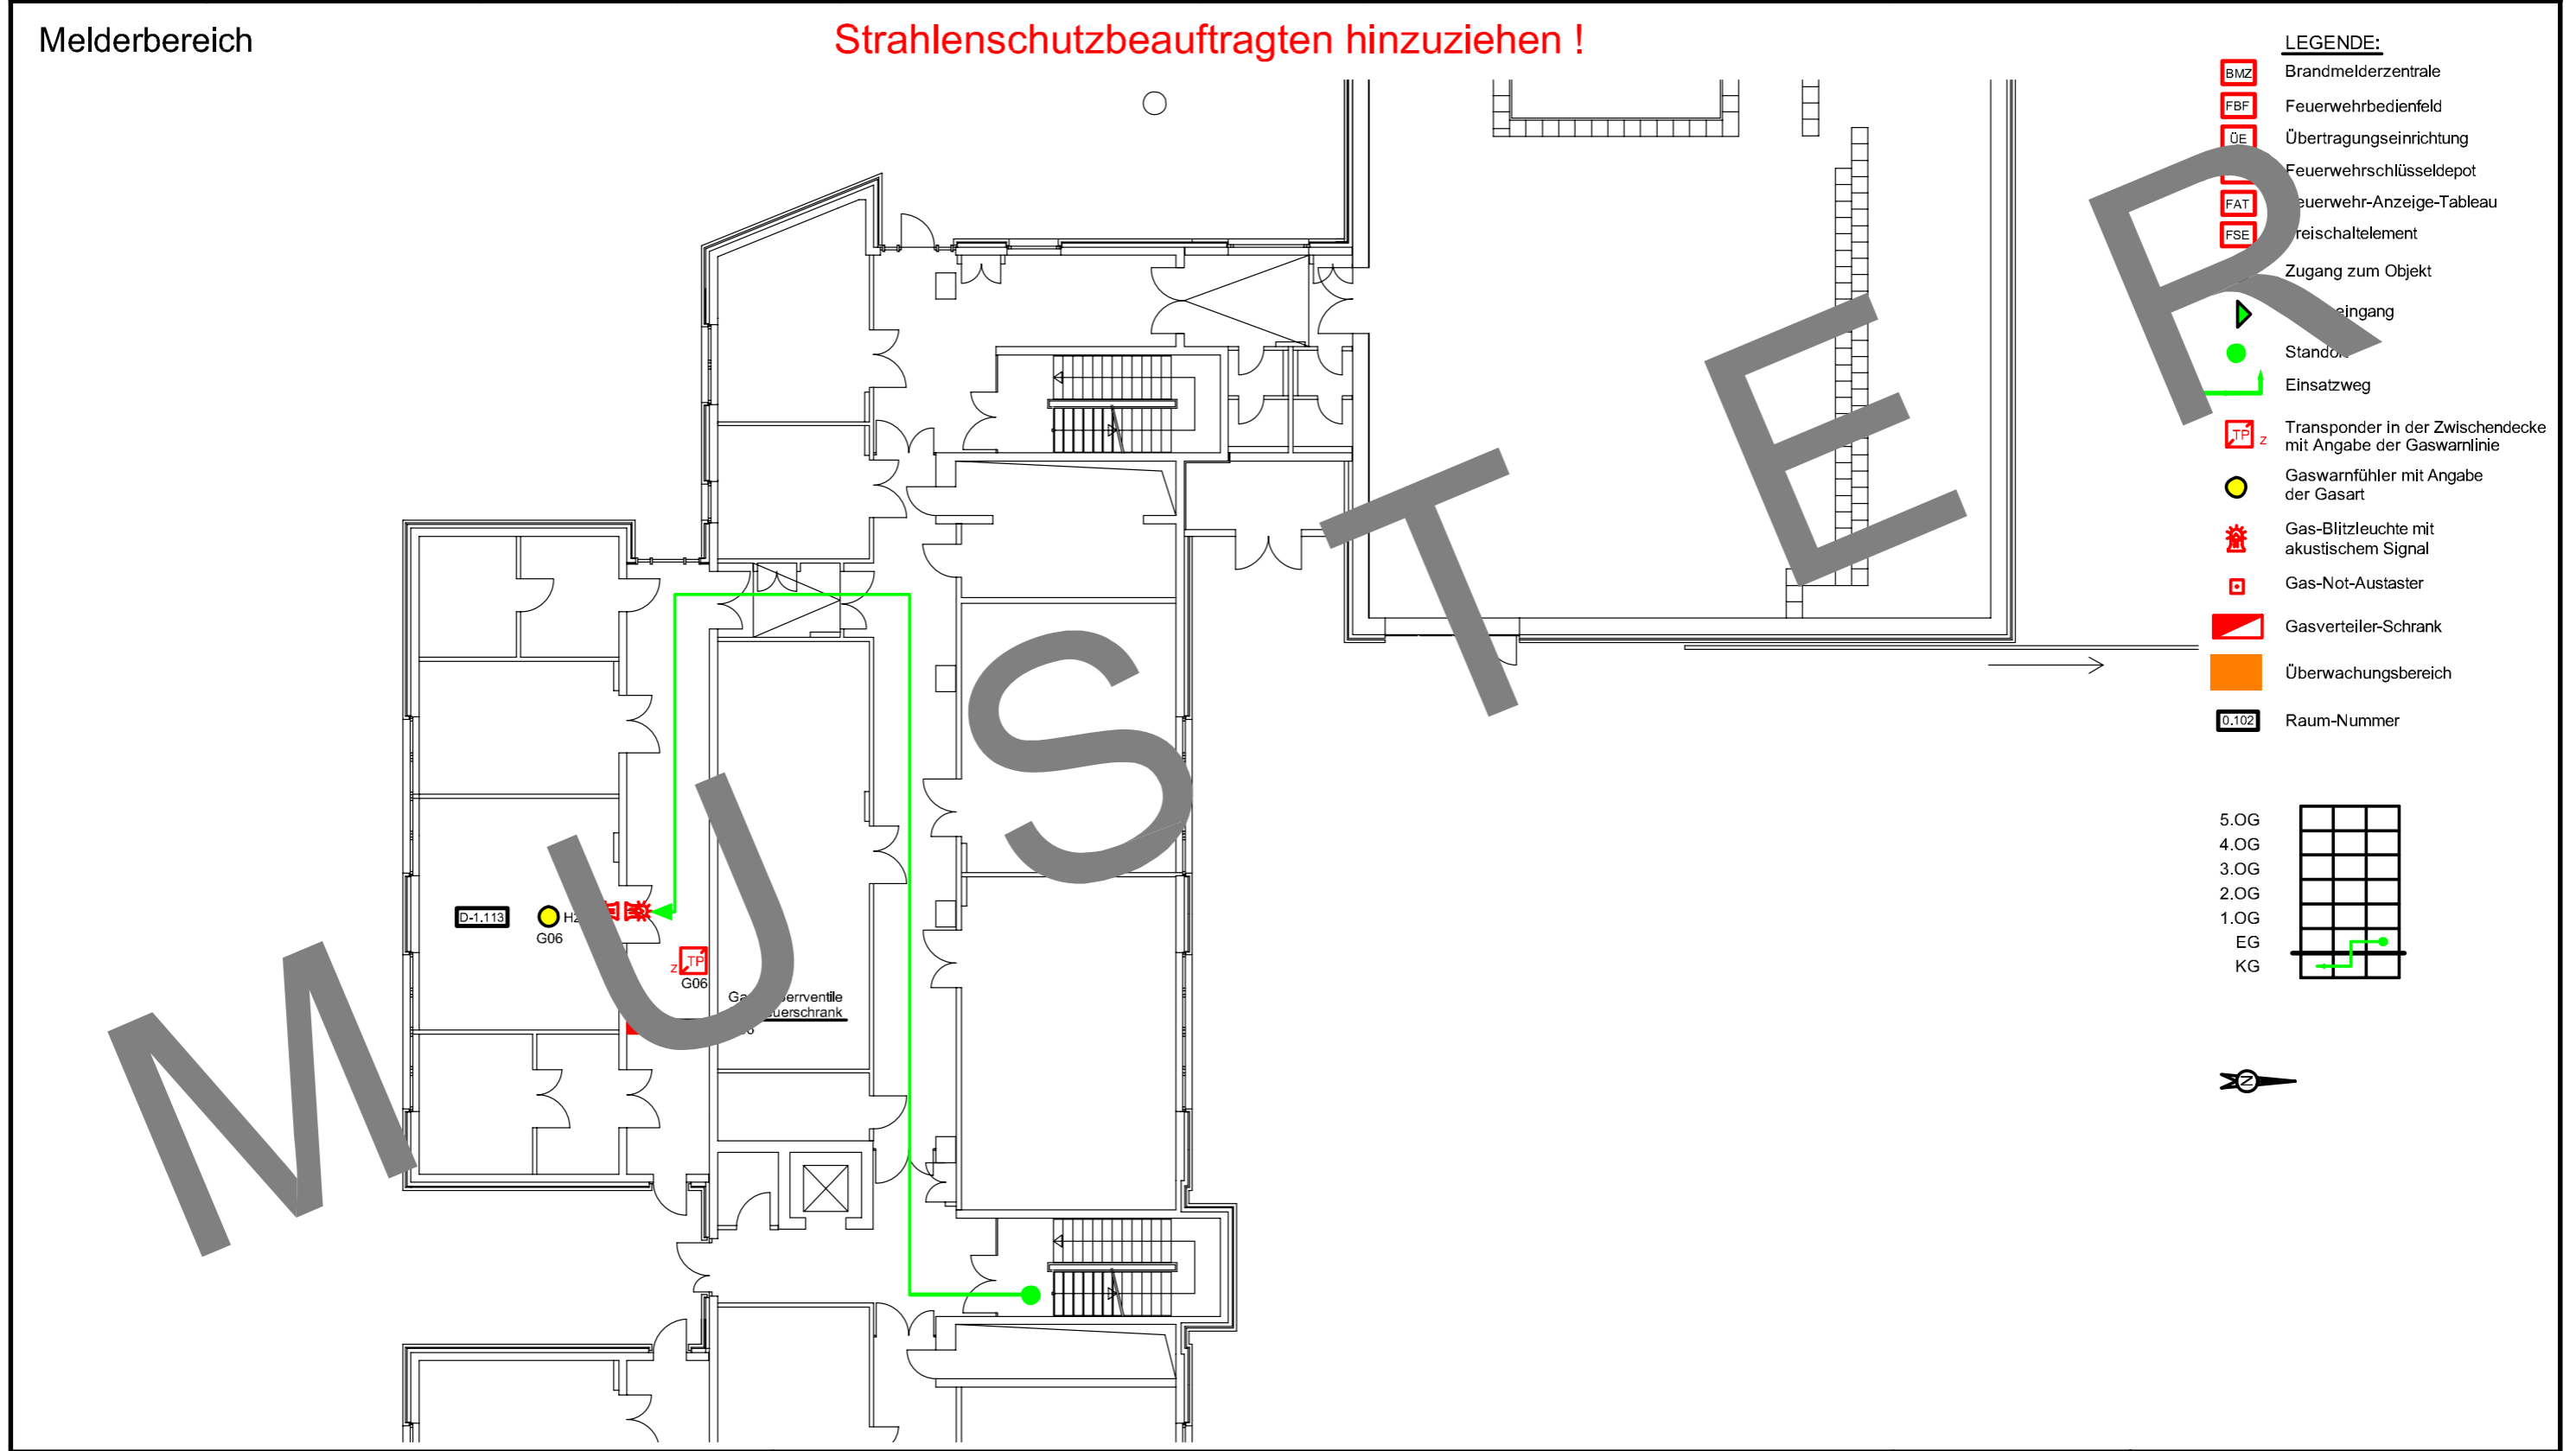 Melderbereich
Strahlenschutzbeauftragten hinzuziehen !
LEGENDE:
BMZ Brandmelderzentrale
FBF Feuerwehrbedienfeld
ÜE Übertragungseinrichtung
Feuerwehrschlüsseldepot
FAT euerwehr-Anzeige-Tableau
FSE reischaltelement
Zugang zum Objekt
eingang
Standort
Einsatzweg
TP z Transponder in der Zwischendecke
mit Angabe der Gaswarnlinie
Gaswarnfühler mit Angabe
der Gasart
Gas-Blitzleuchte mit
akustischem Signal
Gas-Not-Austaster
Gasverteiler-Schrank
Überwachungsbereich
0.102 Raum-Nummer
5.OG
4.OG
3.OG
2.OG
1.OG
EG
KG
N
D-1.113
G06
z TP
G06
MUSTER